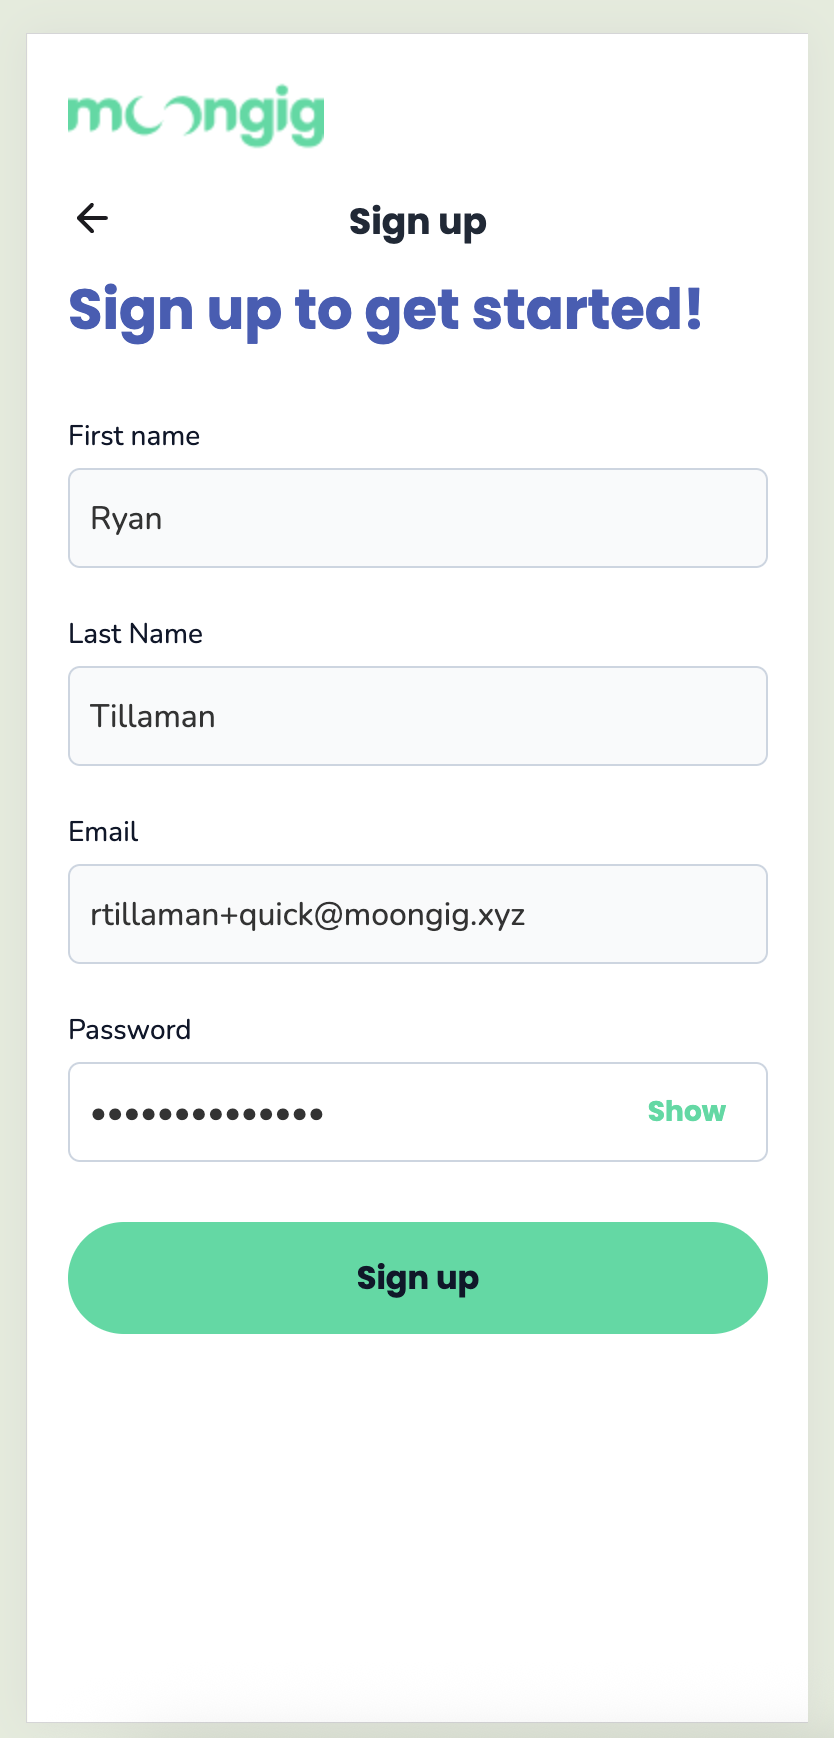 moongig
Sign up
Sign up to get started!
First name
Ryan
Last Name
Tillaman
Email
rtillaman+quick@moongig.xyz
Password
••••••••••••••
Show
Sign up